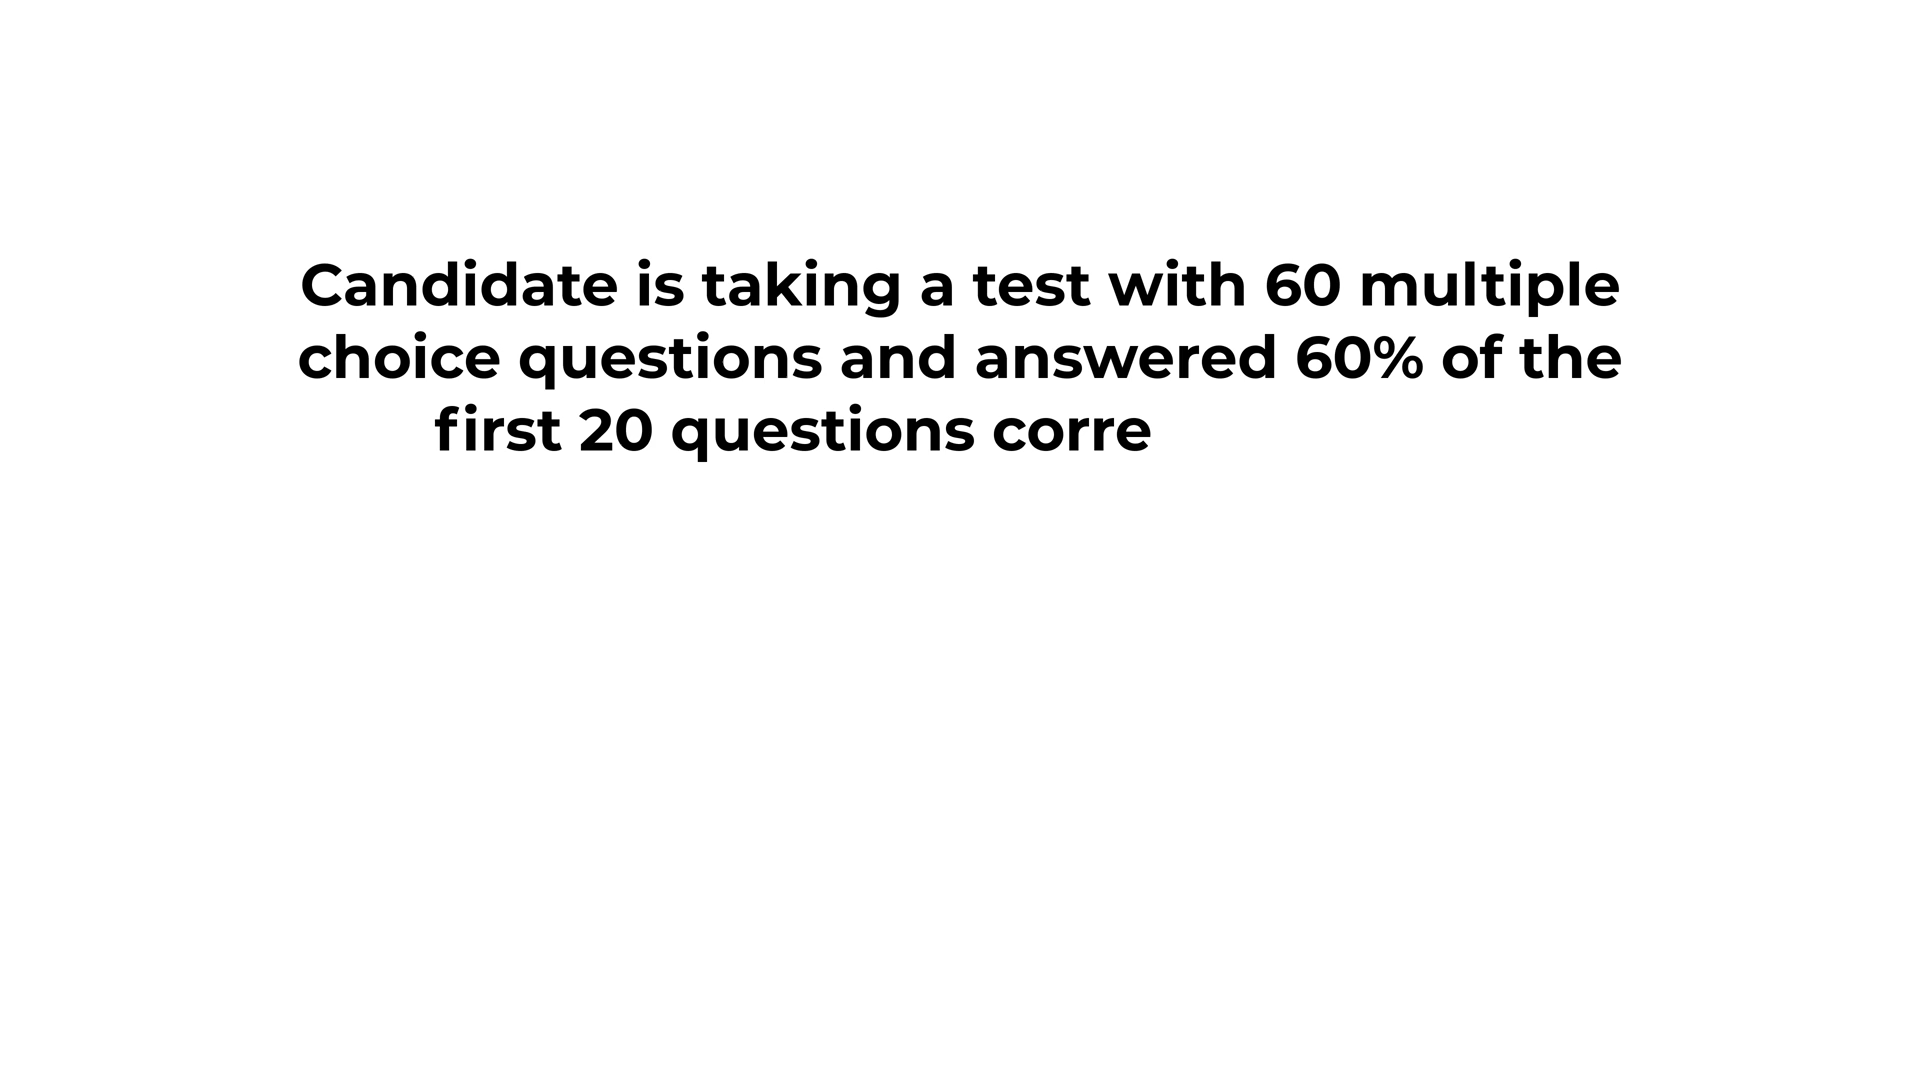 Candidate is taking a test with 60 multiple
choice questions and answered 60% of the
first 20 questions corre